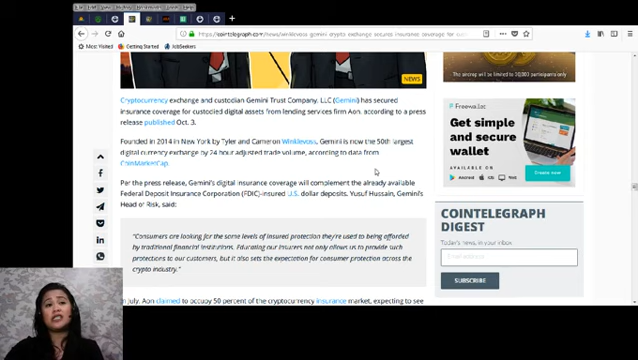 https://cointelegraph.com/news/winklevoss-gemini-crypto-exchange-secures-insurance-coverage-for-cus
Most Visited Getting Started JobSeekers
NEWS
The airdrop will be limited to 30,000 participants only
Cryptocurrency exchange and custodian Gemini Trust Company, LLC (Gemini) has secured
insurance coverage for custodied digital assets from lending services firm Aon, according to a press
release published Oct. 3.
Founded in 2014 in New York by Tyler and Cameron Winklevoss, Gemini is now the 50th largest
digital currency exchange by 24 hour adjusted trade volume, according to data from
CoinMarketCap.
Per the press release, Gemini's digital insurance coverage will complement the already available
Federal Deposit Insurance Corporation (FDIC)-insured U.S. dollar deposits. Yusuf Hussain, Gemini's
Head of Risk, said:
"Consumers are looking for the same levels of insured protection they're used to being afforded
by traditional financial institutions. Educating our insurers not only allows us to provide such
protections to our customers, but it also sets the expectation for consumer protection across the
crypto industry."
In July, Aon claimed to occupy 50 percent of the cryptocurrency insurance market, expecting to see
Freewallet
Get simple
and secure
wallet
AVAILABLE ON
Android iOS Web
Create now
COINTELEGRAPH
DIGEST
Today's news, in your inbox
Email address
SUBSCRIBE